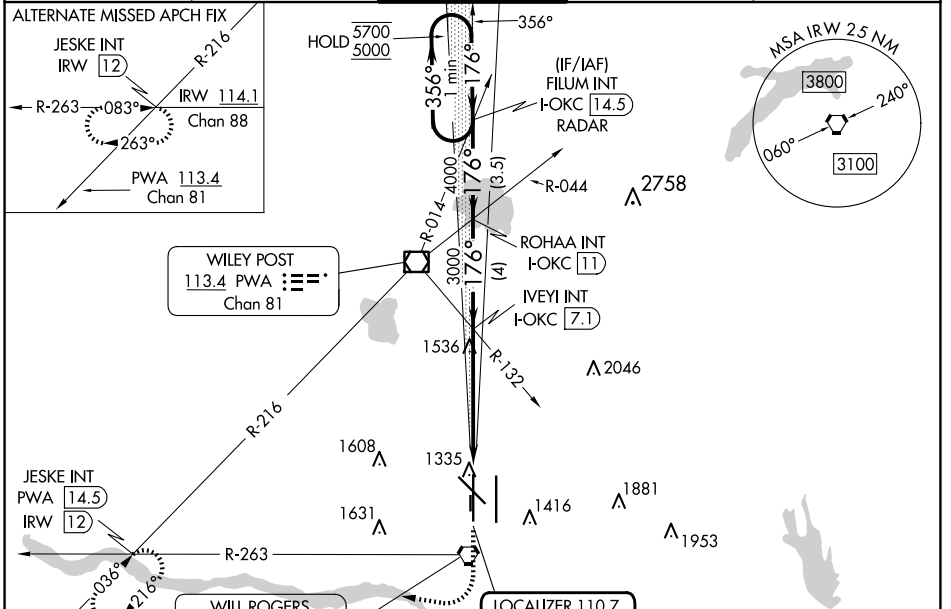 ALTERNATE MISSED APCH FIX
JESKE INT
IRW 12
R-216
R-263
083°
IRW 114.1
Chan 88
263°
PWA 113.4
Chan 81
HOLD 5700
5000
356°
356°
1 min
176°
(IF/IAF)
FILUM INT
I-OKC 14.5
RADAR
MSA IRW 25 NM
3800
240°
060°
3100
R-014
4000
176°
(3.5)
R-044
2758
ROHAA INT
I-OKC 11
WILEY POST
113.4 PWA
Chan 81
3000
176°
(4)
IVEYI INT
I-OKC 7.1
1536
R-132
2046
R-216
1608
1335
JESKE INT
PWA 14.5
IRW 12
1631
1416
1881
1953
R-263
036°
216°
WILL ROGERS
LOCALIZER 110.7